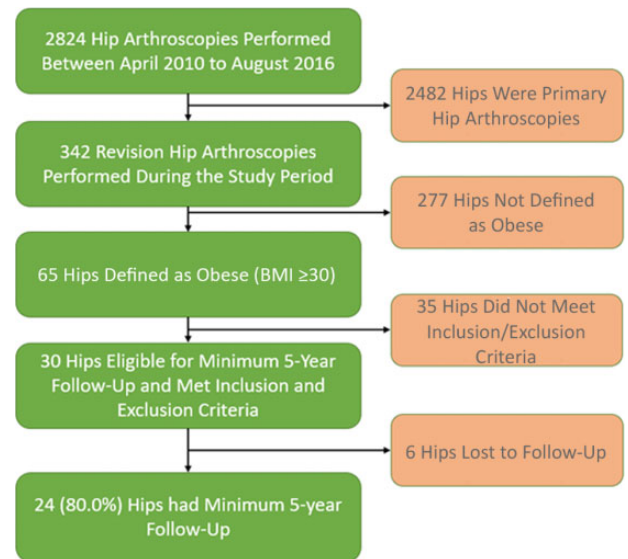 2824 Hip Arthroscopies Performed
Between April 2010 to August 2016
2482 Hips Were Primary
Hip Arthroscopies
342 Revision Hip Arthroscopies
Performed During the Study Period
277 Hips Not Defined
as Obese
65 Hips Defined as Obese (BMI ≥30)
35 Hips Did Not Meet
Inclusion/Exclusion
Criteria
30 Hips Eligible for Minimum 5-Year
Follow-Up and Met Inclusion and
Exclusion Criteria
6 Hips Lost to Follow-Up
24 (80.0%) Hips had Minimum 5-year
Follow-Up